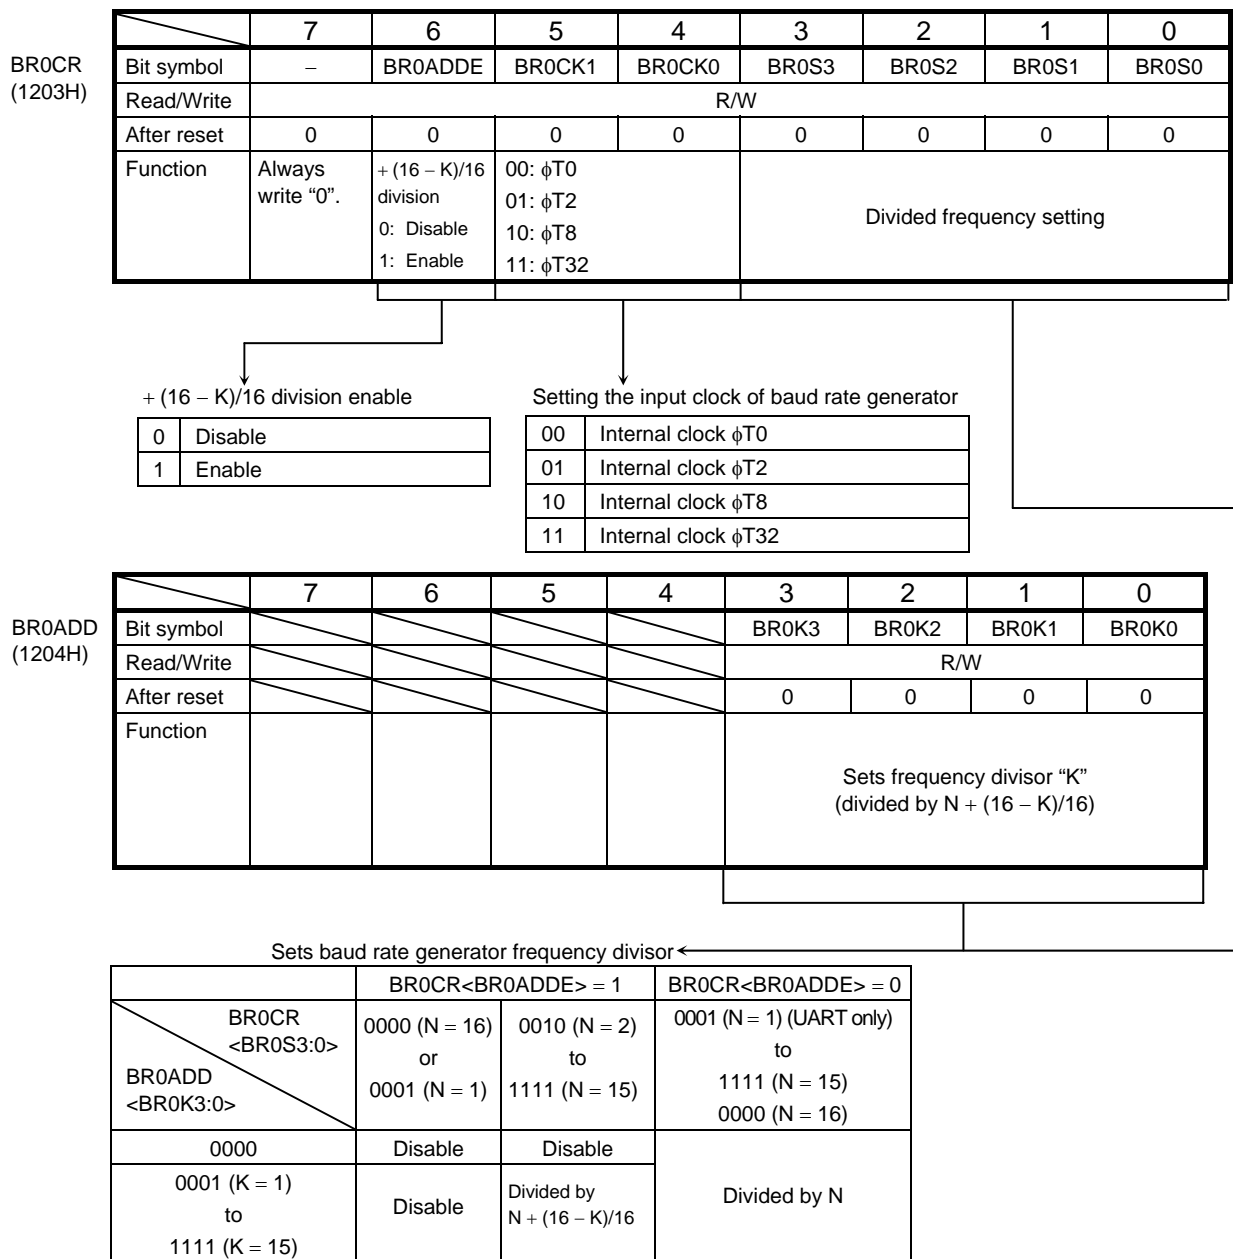 7 6 5 4 3 2 1 0
BR0CR
(1203H)
Bit symbol – BR0ADDE BR0CK1 BR0CK0 BR0S3 BR0S2 BR0S1 BR0S0
Read/Write R/W
After reset 0 0 0 0 0 0 0 0
Function
Always
write “0”.
+ (16 − K)/16
division
0: Disable
1: Enable
00: ϕT0
01: ϕT2
10: ϕT8
11: ϕT32
Divided frequency setting
+ (16 − K)/16 division enable
0 Disable
1 Enable
Setting the input clock of baud rate generator
00 Internal clock ϕT0
01 Internal clock ϕT2
10 Internal clock ϕT8
11 Internal clock ϕT32
7 6 5 4 3 2 1 0
BR0ADD
(1204H)
Bit symbol BR0K3 BR0K2 BR0K1 BR0K0
Read/Write R/W
After reset 0 0 0 0
Function
Sets frequency divisor “K”
(divided by N + (16 − K)/16)
Sets baud rate generator frequency divisor
BR0CR<BR0ADDE> = 1 BR0CR<BR0ADDE> = 0
BR0CR
<BR0S3:0>
BR0ADD
<BR0K3:0>
0000 (N = 16)
or
0001 (N = 1)
0010 (N = 2)
to
1111 (N = 15)
0001 (N = 1) (UART only)
to
1111 (N = 15)
0000 (N = 16)
0000 Disable Disable
0001 (K = 1)
to
1111 (K = 15)
Disable
Divided by
N + (16 − K)/16
Divided by N